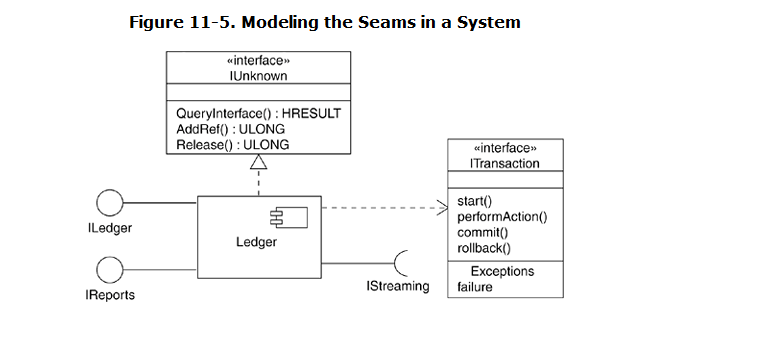 Figure 11-5. Modeling the Seams in a System
«interface»
IUnknown
QueryInterface() : HRESULT
AddRef() : ULONG
Release() : ULONG
«interface»
ITransaction
start()
performAction()
commit()
rollback()
Exceptions
failure
ILedger
Ledger
IReports
IStreaming